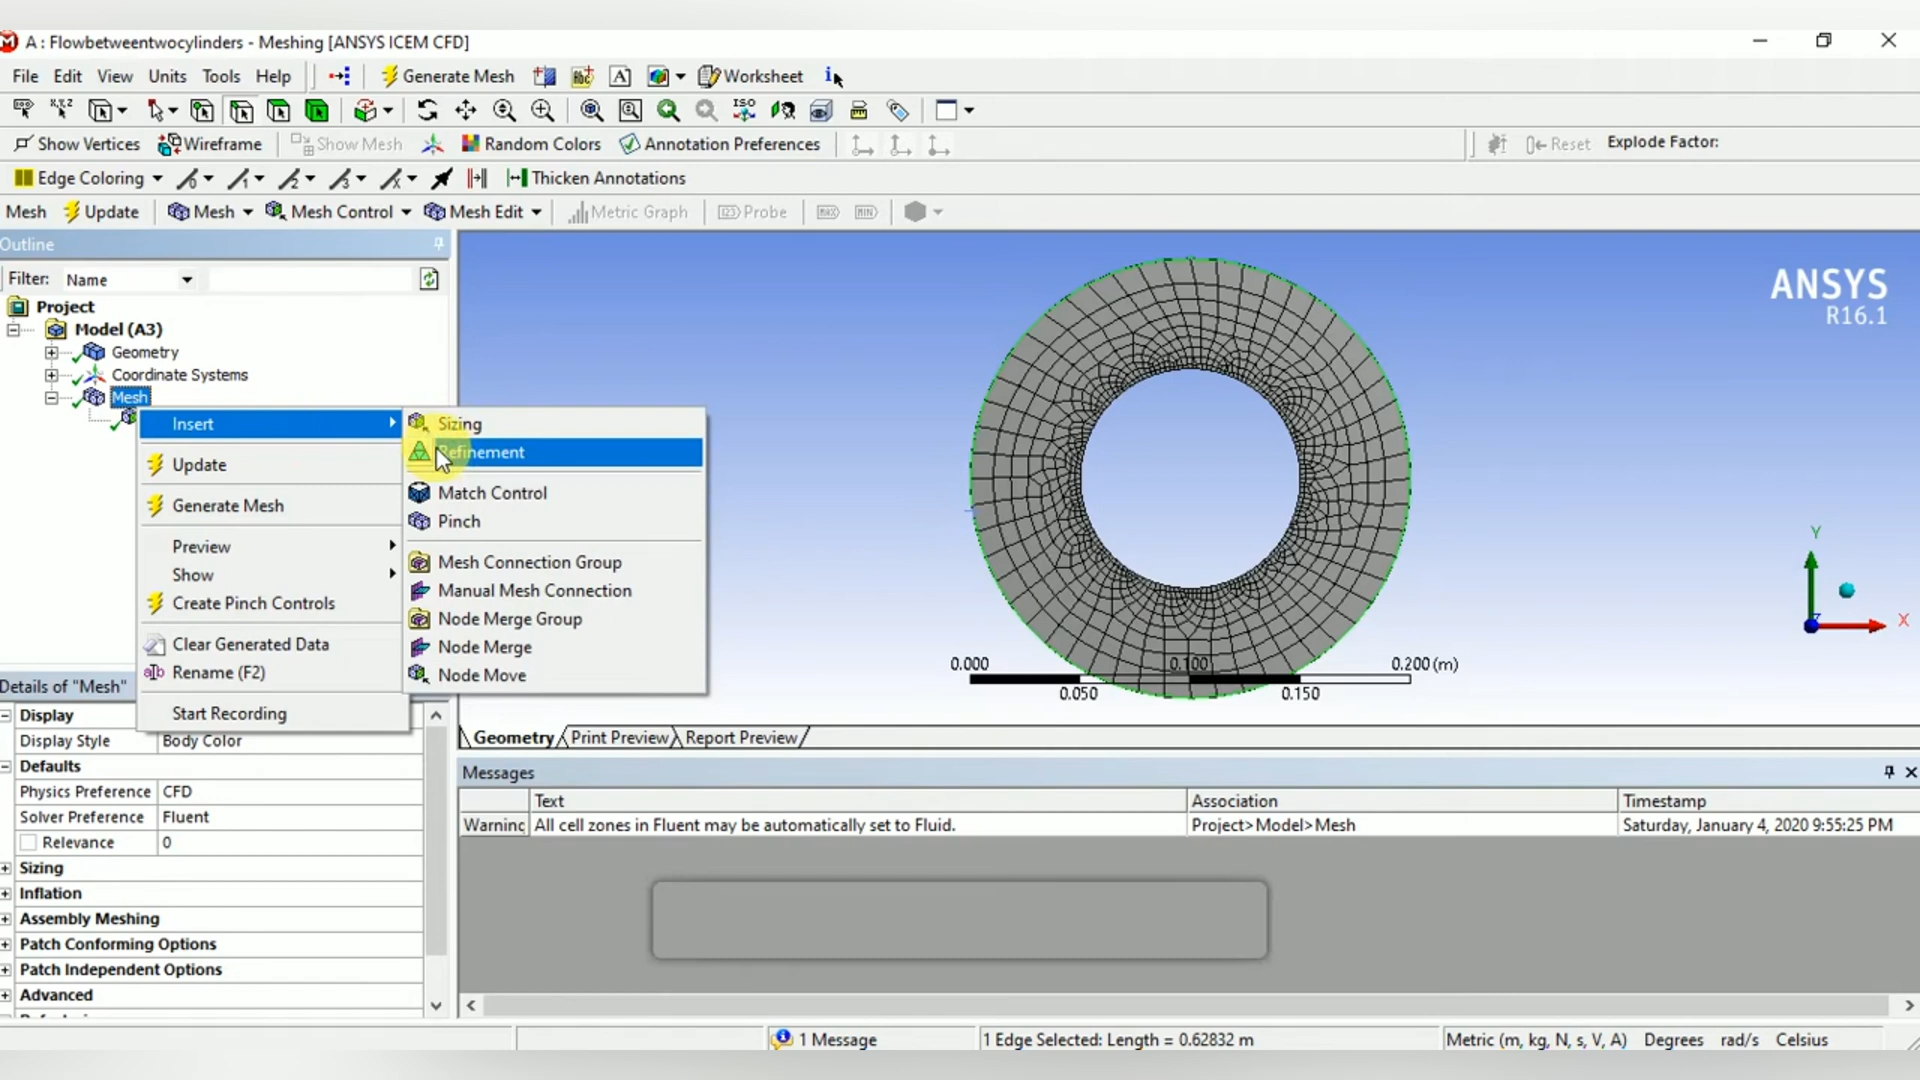 A : Flowbetweentwocylinders - Meshing [ANSYS ICEM CFD]
File Edit View Units Tools Help Generate Mesh Worksheet
Show Vertices Wireframe Show Mesh Random Colors Annotation Preferences Reset Explode Factor:
Edge Coloring Thicken Annotations
Mesh Update Mesh Mesh Control Mesh Edit Metric Graph Probe MAX MIN
Outline
Filter: Name
Project
Model (A3)
Geometry
Coordinate Systems
Mesh
Insert
Update
Generate Mesh
Preview
Show
Create Pinch Controls
Clear Generated Data
Rename (F2)
Start Recording
Sizing
Refinement
Match Control
Pinch
Mesh Connection Group
Manual Mesh Connection
Node Merge Group
Node Merge
Node Move
ANSYS
R16.1
Y
X
0.000 0.100 0.200 (m)
0.050 0.150
Geometry Print Preview Report Preview
Details of "Mesh"
Display
Display Style Body Color
Defaults
Physics Preference CFD
Solver Preference Fluent
Relevance 0
Sizing
Inflation
Assembly Meshing
Patch Conforming Options
Patch Independent Options
Advanced
Messages
Text Association Timestamp
Warning All cell zones in Fluent may be automatically set to Fluid. Project>Model>Mesh Saturday, January 4, 2020 9:55:25 PM
1 Message 1 Edge Selected: Length = 0.62832 m Metric (m, kg, N, s, V, A) Degrees rad/s Celsius